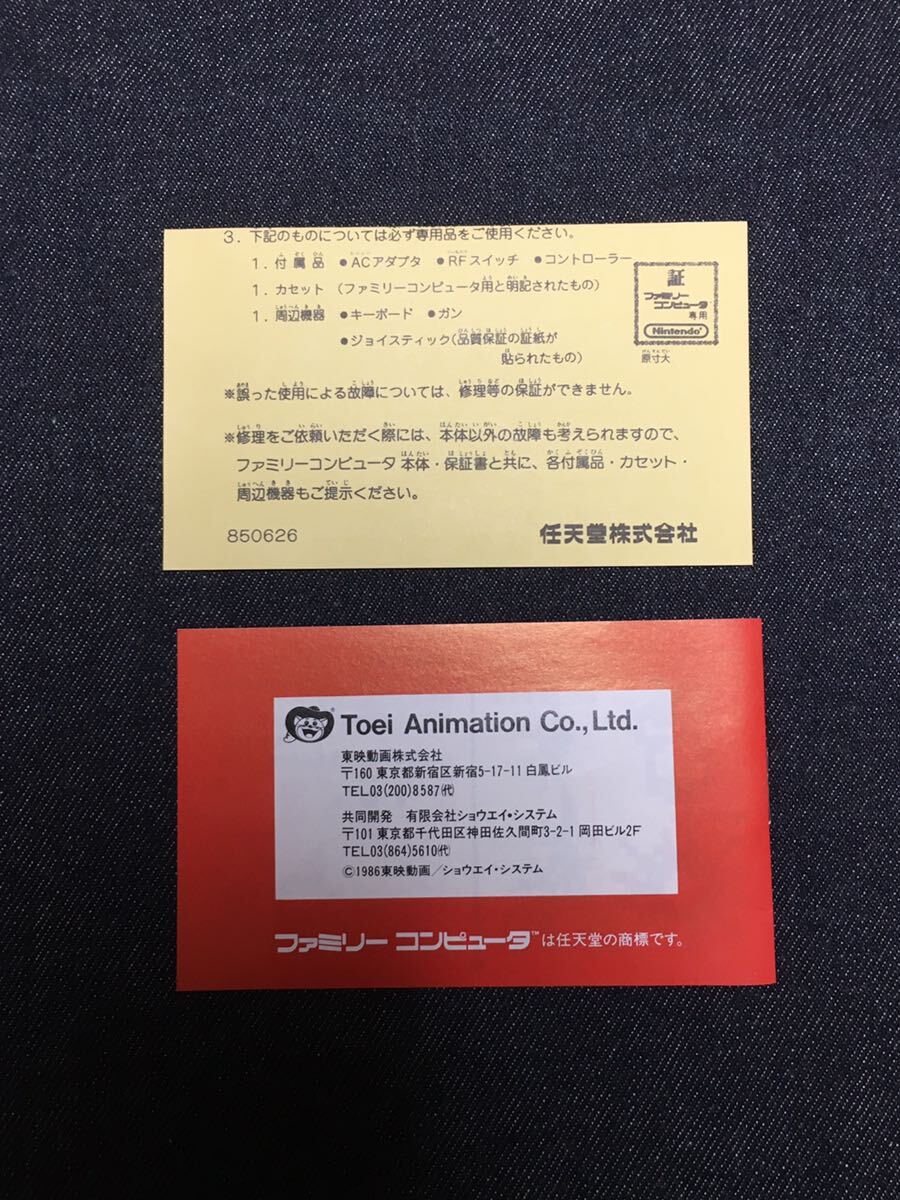 3. 下記のものについては必ず専用品をご使用ください。
1. 付属品 ●ACアダプタ ●RFスイッチ ●コントローラー
1. カセット (ファミリーコンピュータ用と明記されたもの)
1. 周辺機器 ●キーボード ●ガン
●ジョイスティック(品質保証の証紙が
貼られたもの)
証
ファミリー
コンピュータ
専用
Nintendo
原寸大
※誤った使用による故障については、修理等の保証ができません。
※修理をご依頼いただく際には、本体以外の故障も考えられますので、
ファミリーコンピュータ本体・保証書と共に、各付属品・カセット・
周辺機器もご提示ください。
850626
任天堂株式会社
Toei Animation Co.,Ltd.
東映動画株式会社
〒160 東京都新宿区新宿5-17-11 白鳳ビル
TEL03(200)8587㈹
共同開発 有限会社ショウエイ・システム
〒101 東京都千代田区神田佐久間町3-2-1 岡田ビル2F
TEL03(864)5610㈹
©1986東映動画/ショウエイ・システム
ファミリー コンピュータ™は任天堂の商標です。